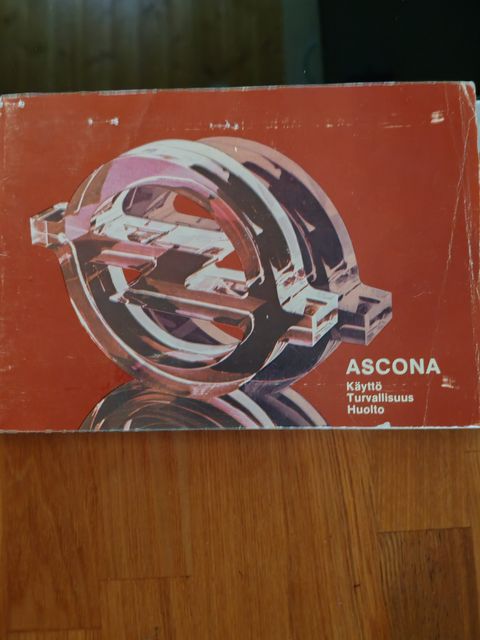 ASCONA
Käyttö
Turvallisuus
Huolto